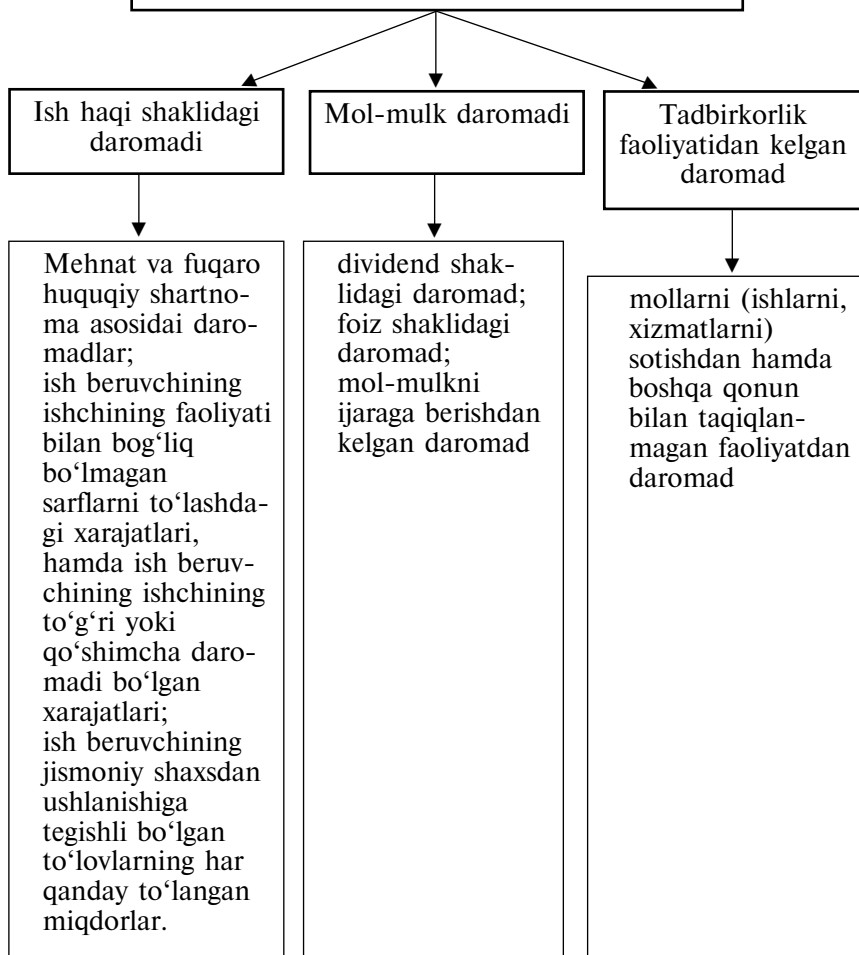 Ish haqi shaklidagi
daromadi
Mol-mulk daromadi
Tadbirkorlik
faoliyatidan kelgan
daromad
Mehnat va fuqaro
huquqiy shartno-
ma asosidai daro-
madlar;
ish beruvchining
ishchining faoliyati
bilan bog‘liq
bo‘lmagan
sarflarni to‘lashda-
gi xarajatlari,
hamda ish beruv-
chining ishchining
to‘g‘ri yoki
qo‘shimcha daro-
madi bo‘lgan
xarajatlari;
ish beruvchining
jismoniy shaxsdan
ushlanishiga
tegishli bo‘lgan
to‘lovlarning har
qanday to‘langan
miqdorlar.
dividend shak-
lidagi daromad;
foiz shaklidagi
daromad;
mol-mulkni
ijaraga berishdan
kelgan daromad
mollarni (ishlarni,
xizmatlarni)
sotishdan hamda
boshqa qonun
bilan taqiqlan-
magan faoliyatdan
daromad